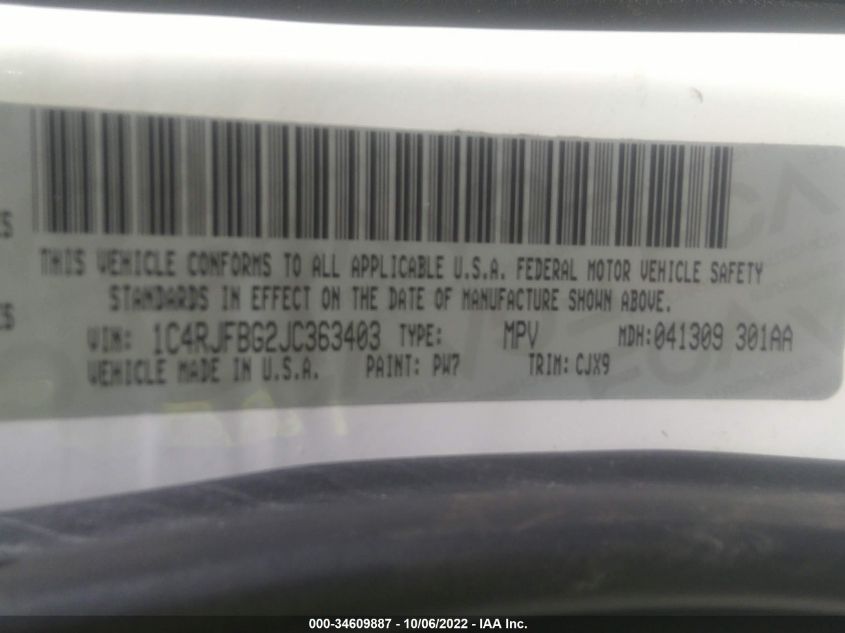 ES
THIS VEHICLE CONFORMS TO ALL APPLICABLE U.S.A. FEDERAL MOTOR VEHICLE SAFETY
STANDARDS IN EFFECT ON THE DATE OF MANUFACTURE SHOWN ABOVE.
ES
VIN: 1C4RJFBG2JC363403 TYPE: MPV MDH:041309 301AA
VEHICLE MADE IN U.S.A. PAINT: PW7 TRIM:CJX9
000-34609887 - 10/06/2022 - IAA Inc.